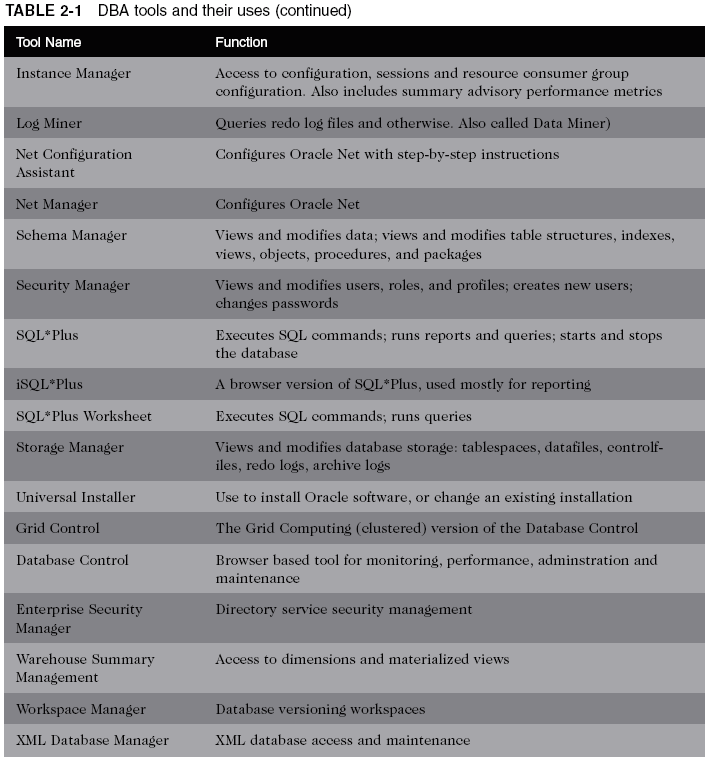 TABLE 2-1 DBA tools and their uses (continued)
Tool Name Function
Instance Manager Access to configuration, sessions and resource consumer group
configuration. Also includes summary advisory performance metrics
Log Miner Queries redo log files and otherwise. Also called Data Miner)
Net Configuration Configures Oracle Net with step-by-step instructions
Assistant
Net Manager Configures Oracle Net
Schema Manager Views and modifies data; views and modifies table structures, indexes,
views, objects, procedures, and packages
Security Manager Views and modifies users, roles, and profiles; creates new users;
changes passwords
SQL*Plus Executes SQL commands; runs reports and queries; starts and stops
the database
iSQL*Plus A browser version of SQL*Plus, used mostly for reporting
SQL*Plus Worksheet Executes SQL commands; runs queries
Storage Manager Views and modifies database storage: tablespaces, datafiles, controlf-
iles, redo logs, archive logs
Universal Installer Use to install Oracle software, or change an existing installation
Grid Control The Grid Computing (clustered) version of the Database Control
Database Control Browser based tool for monitoring, performance, adminstration and
maintenance
Enterprise Security Directory service security management
Manager
Warehouse Summary Access to dimensions and materialized views
Management
Workspace Manager Database versioning workspaces
XML Database Manager XML database access and maintenance